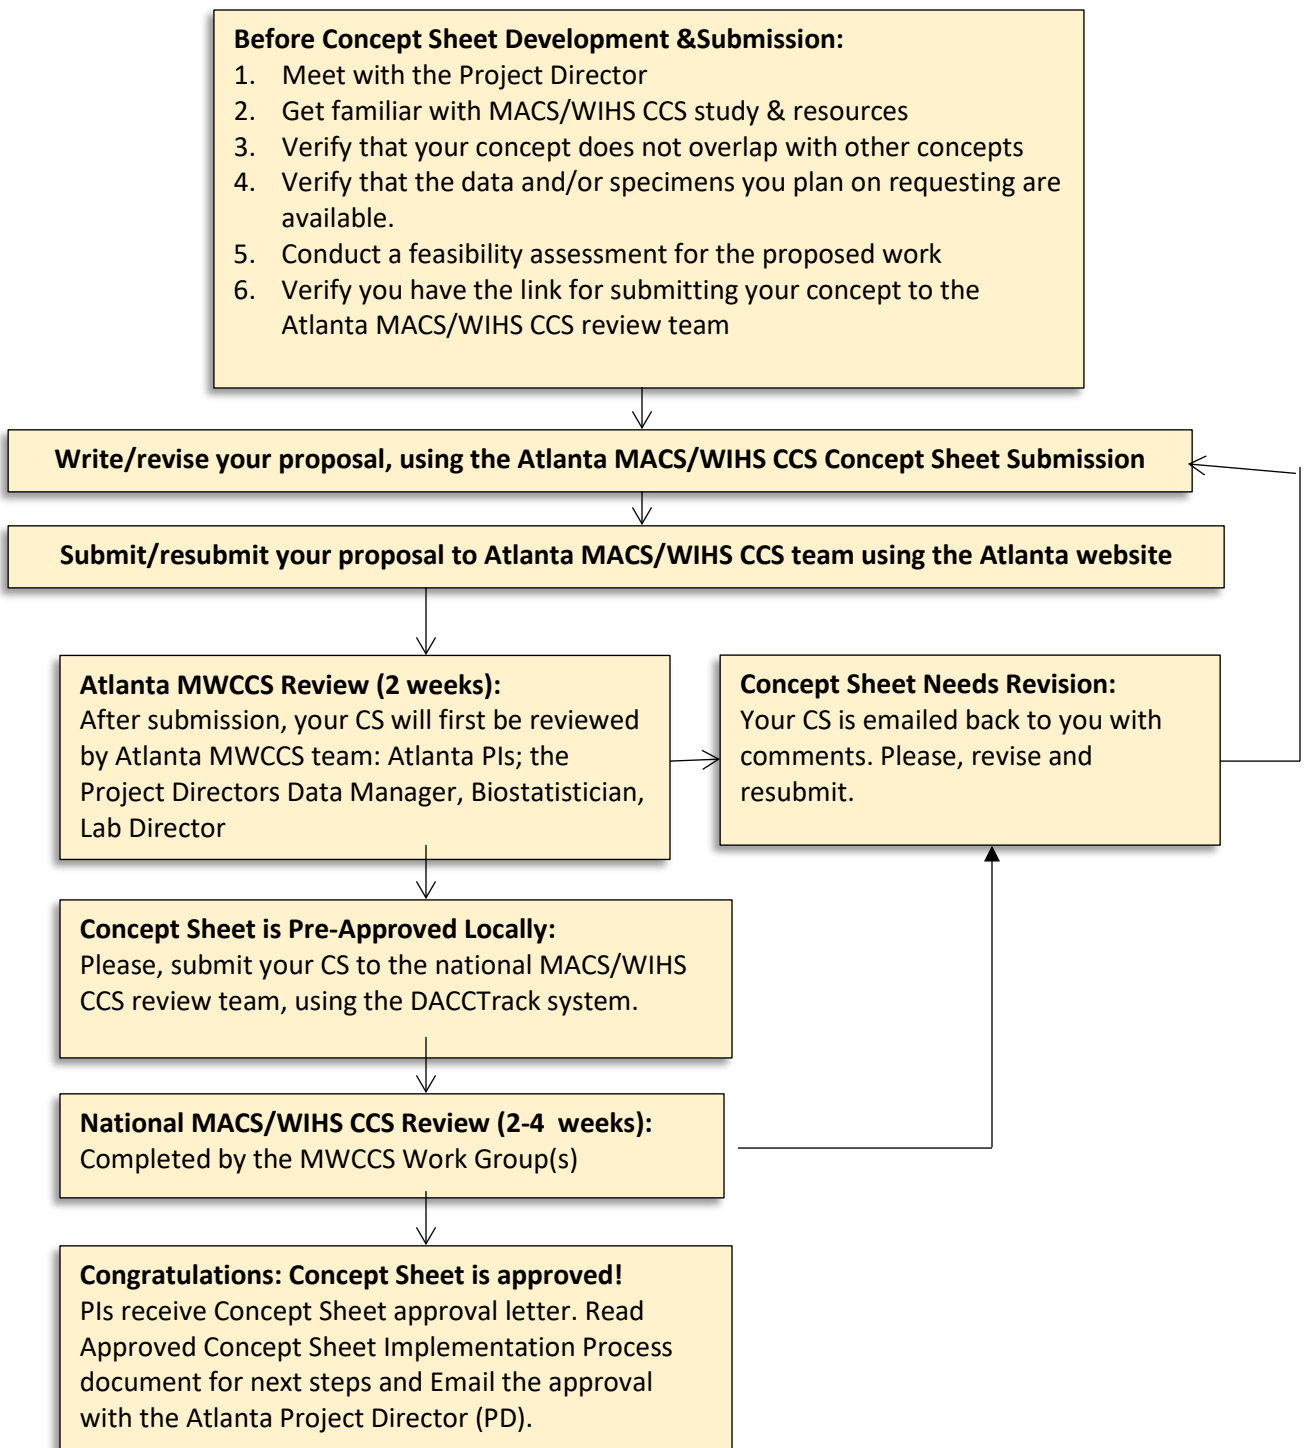 Before Concept Sheet Development &Submission:
1. Meet with the Project Director
2. Get familiar with MACS/WIHS CCS study & resources
3. Verify that your concept does not overlap with other concepts
4. Verify that the data and/or specimens you plan on requesting are
available.
5. Conduct a feasibility assessment for the proposed work
6. Verify you have the link for submitting your concept to the
Atlanta MACS/WIHS CCS review team
Write/revise your proposal, using the Atlanta MACS/WIHS CCS Concept Sheet Submission
Submit/resubmit your proposal to Atlanta MACS/WIHS CCS team using the Atlanta website
Atlanta MWCCS Review (2 weeks):
After submission, your CS will first be reviewed
by Atlanta MWCCS team: Atlanta PIs; the
Project Directors Data Manager, Biostatistician,
Lab Director
Concept Sheet Needs Revision:
Your CS is emailed back to you with
comments. Please, revise and
resubmit.
Concept Sheet is Pre-Approved Locally:
Please, submit your CS to the national MACS/WIHS
CCS review team, using the DACCTrack system.
National MACS/WIHS CCS Review (2-4 weeks):
Completed by the MWCCS Work Group(s)
Congratulations: Concept Sheet is approved!
PIs receive Concept Sheet approval letter. Read
Approved Concept Sheet Implementation Process
document for next steps and Email the approval
with the Atlanta Project Director (PD).